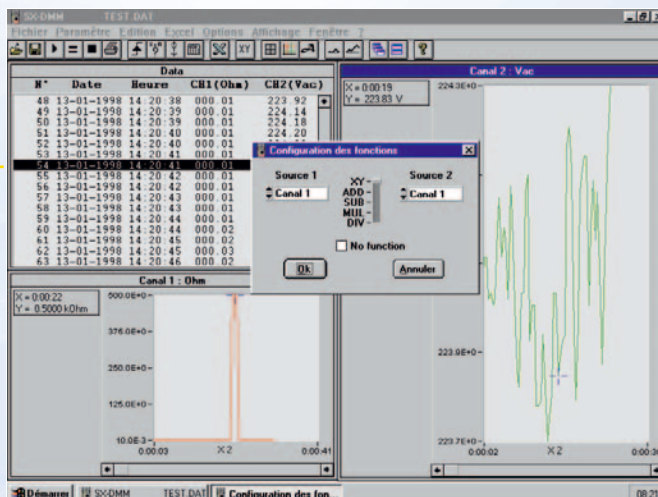 SX-DMM TEST.DAT
Fichier Paramètre Edition Excel Options Affichage Fenêtre ?
XY
Data
N° Date Heure CH1(Ohm) CH2(Vac)
48 13-01-1998 14:20:38 000.01 223.92
49 13-01-1998 14:20:39 000.01 224.14
50 13-01-1998 14:20:39 000.01 224.18
51 13-01-1998 14:20:40 000.01 224.20
52 13-01-1998 14:20:40 000.01
53 13-01-1998 14:20:41 000.01
54 13-01-1998 14:20:41 000.01
55 13-01-1998 14:20:42 000.01
56 13-01-1998 14:20:42 000.01
57 13-01-1998 14:20:43 000.01
58 13-01-1998 14:20:43 000.01
59 13-01-1998 14:20:44 000.01
60 13-01-1998 14:20:44 000.02
61 13-01-1998 14:20:45 000.02
62 13-01-1998 14:20:45 000.03
63 13-01-1998 14:20:46 000.02
Canal 2 : Vac
X = 0:00:19
Y = 223.83 V
224.3E+0
223.9E+0
223.7E+0
0:00:02 X 2 0:00:3
Configuration des fonctions
Source 1
Canal 1
XY
ADD
SUB
MUL
DIV
Source 2
Canal 1
No function
Ok
Annuler
Canal 1 : Ohm
X = 0:00:22
Y = 0.5000 kOhm
500.0E+0
375.0E+0
250.0E+0
125.0E+0
10.0E-3
0:00:03 X 2 0:00:41
Démarrer SX-DMM TEST.DAT Configuration des fon... 08:21